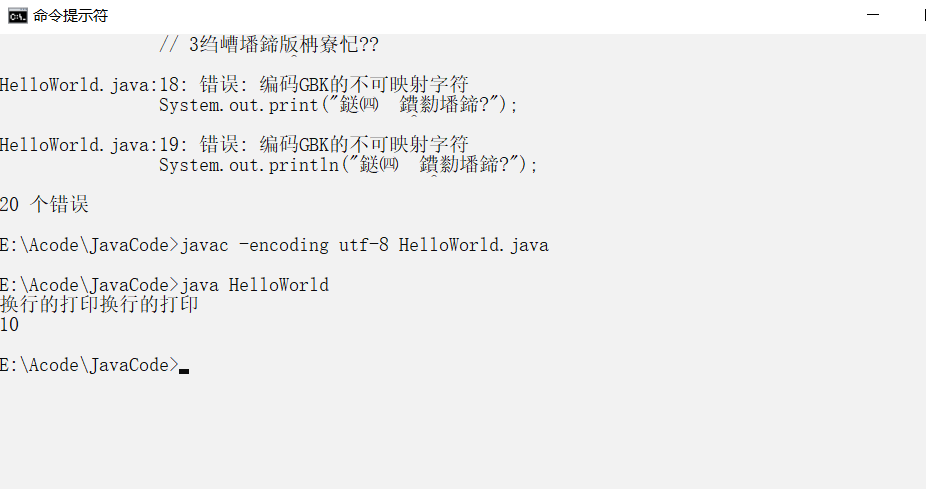 命令提示符
// 3绉嶆墦鍗版柟寮忋??
HelloWorld.java:18: 错误: 编码GBK的不可映射字符
System.out.print("鎹㈣ 鐨勬墦鍗?");
HelloWorld.java:19: 错误: 编码GBK的不可映射字符
System.out.println("鎹㈣ 鐨勬墦鍗?");
20 个错误
E:\Acode\JavaCode>javac -encoding utf-8 HelloWorld.java
E:\Acode\JavaCode>java HelloWorld
换行的打印换行的打印
10
E:\Acode\JavaCode>